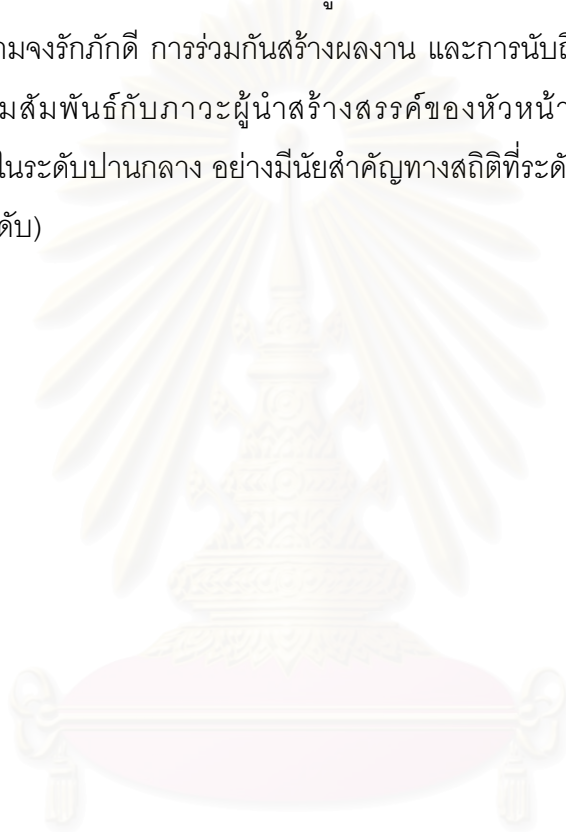 ามจงรักภักดี การร่วมกันสร้างผลงาน และการนับถ
มสัมพันธ์กับภาวะผู้นำสร้างสรรค์ของหัวหน้า
ในระดับปานกลาง อย่างมีนัยสำคัญทางสถิติที่ระดั
ดับ)